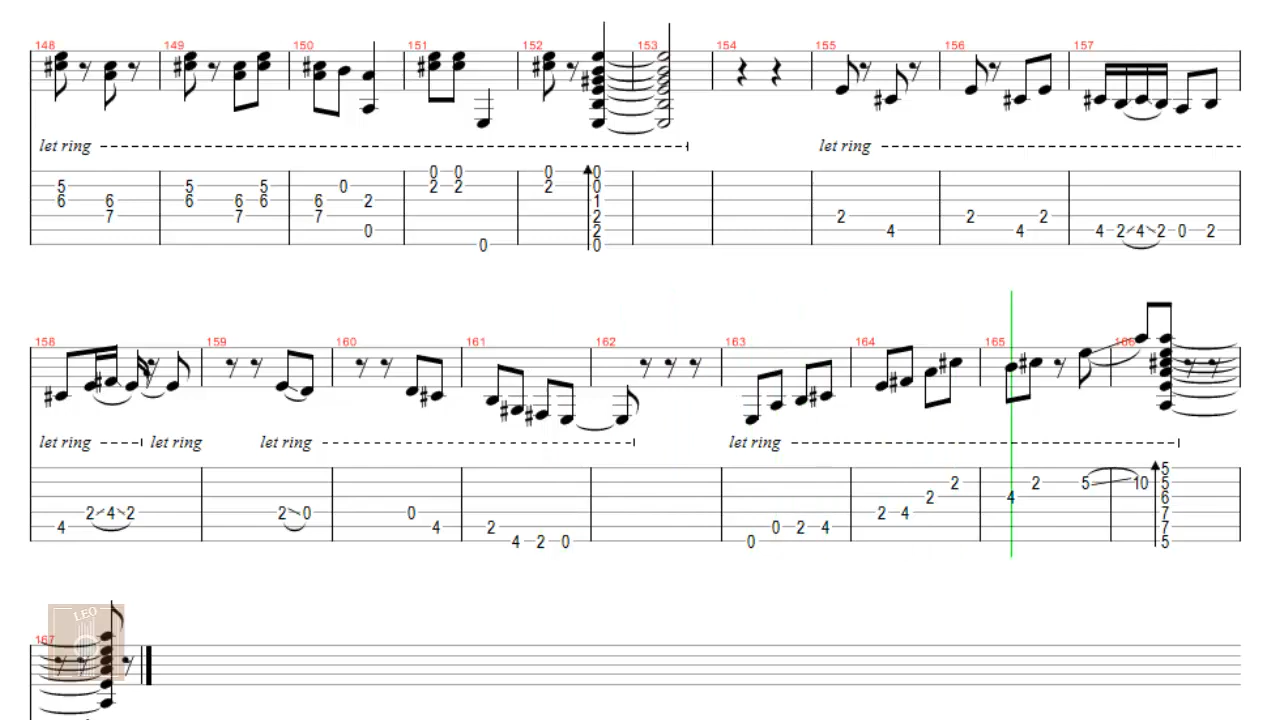 148 149 150 151 152 153 154 155 156 157
let ring let ring
0 0 0 0
5 5 5 0 2 2 2 0
6 6 6 6 6 6 2 1
7 7 7 2 2 2 2
0 2 4 4 4 2 4 2 0 2
0 0
158 159 160 161 162 163 164 165 166
let ring let ring let ring let ring
5
2 2 5 10 5
2 4 6
2 4 2 2 0 0 2 4 7
4 4 2 0 2 4 7
4 2 0 0 5
LEO
167